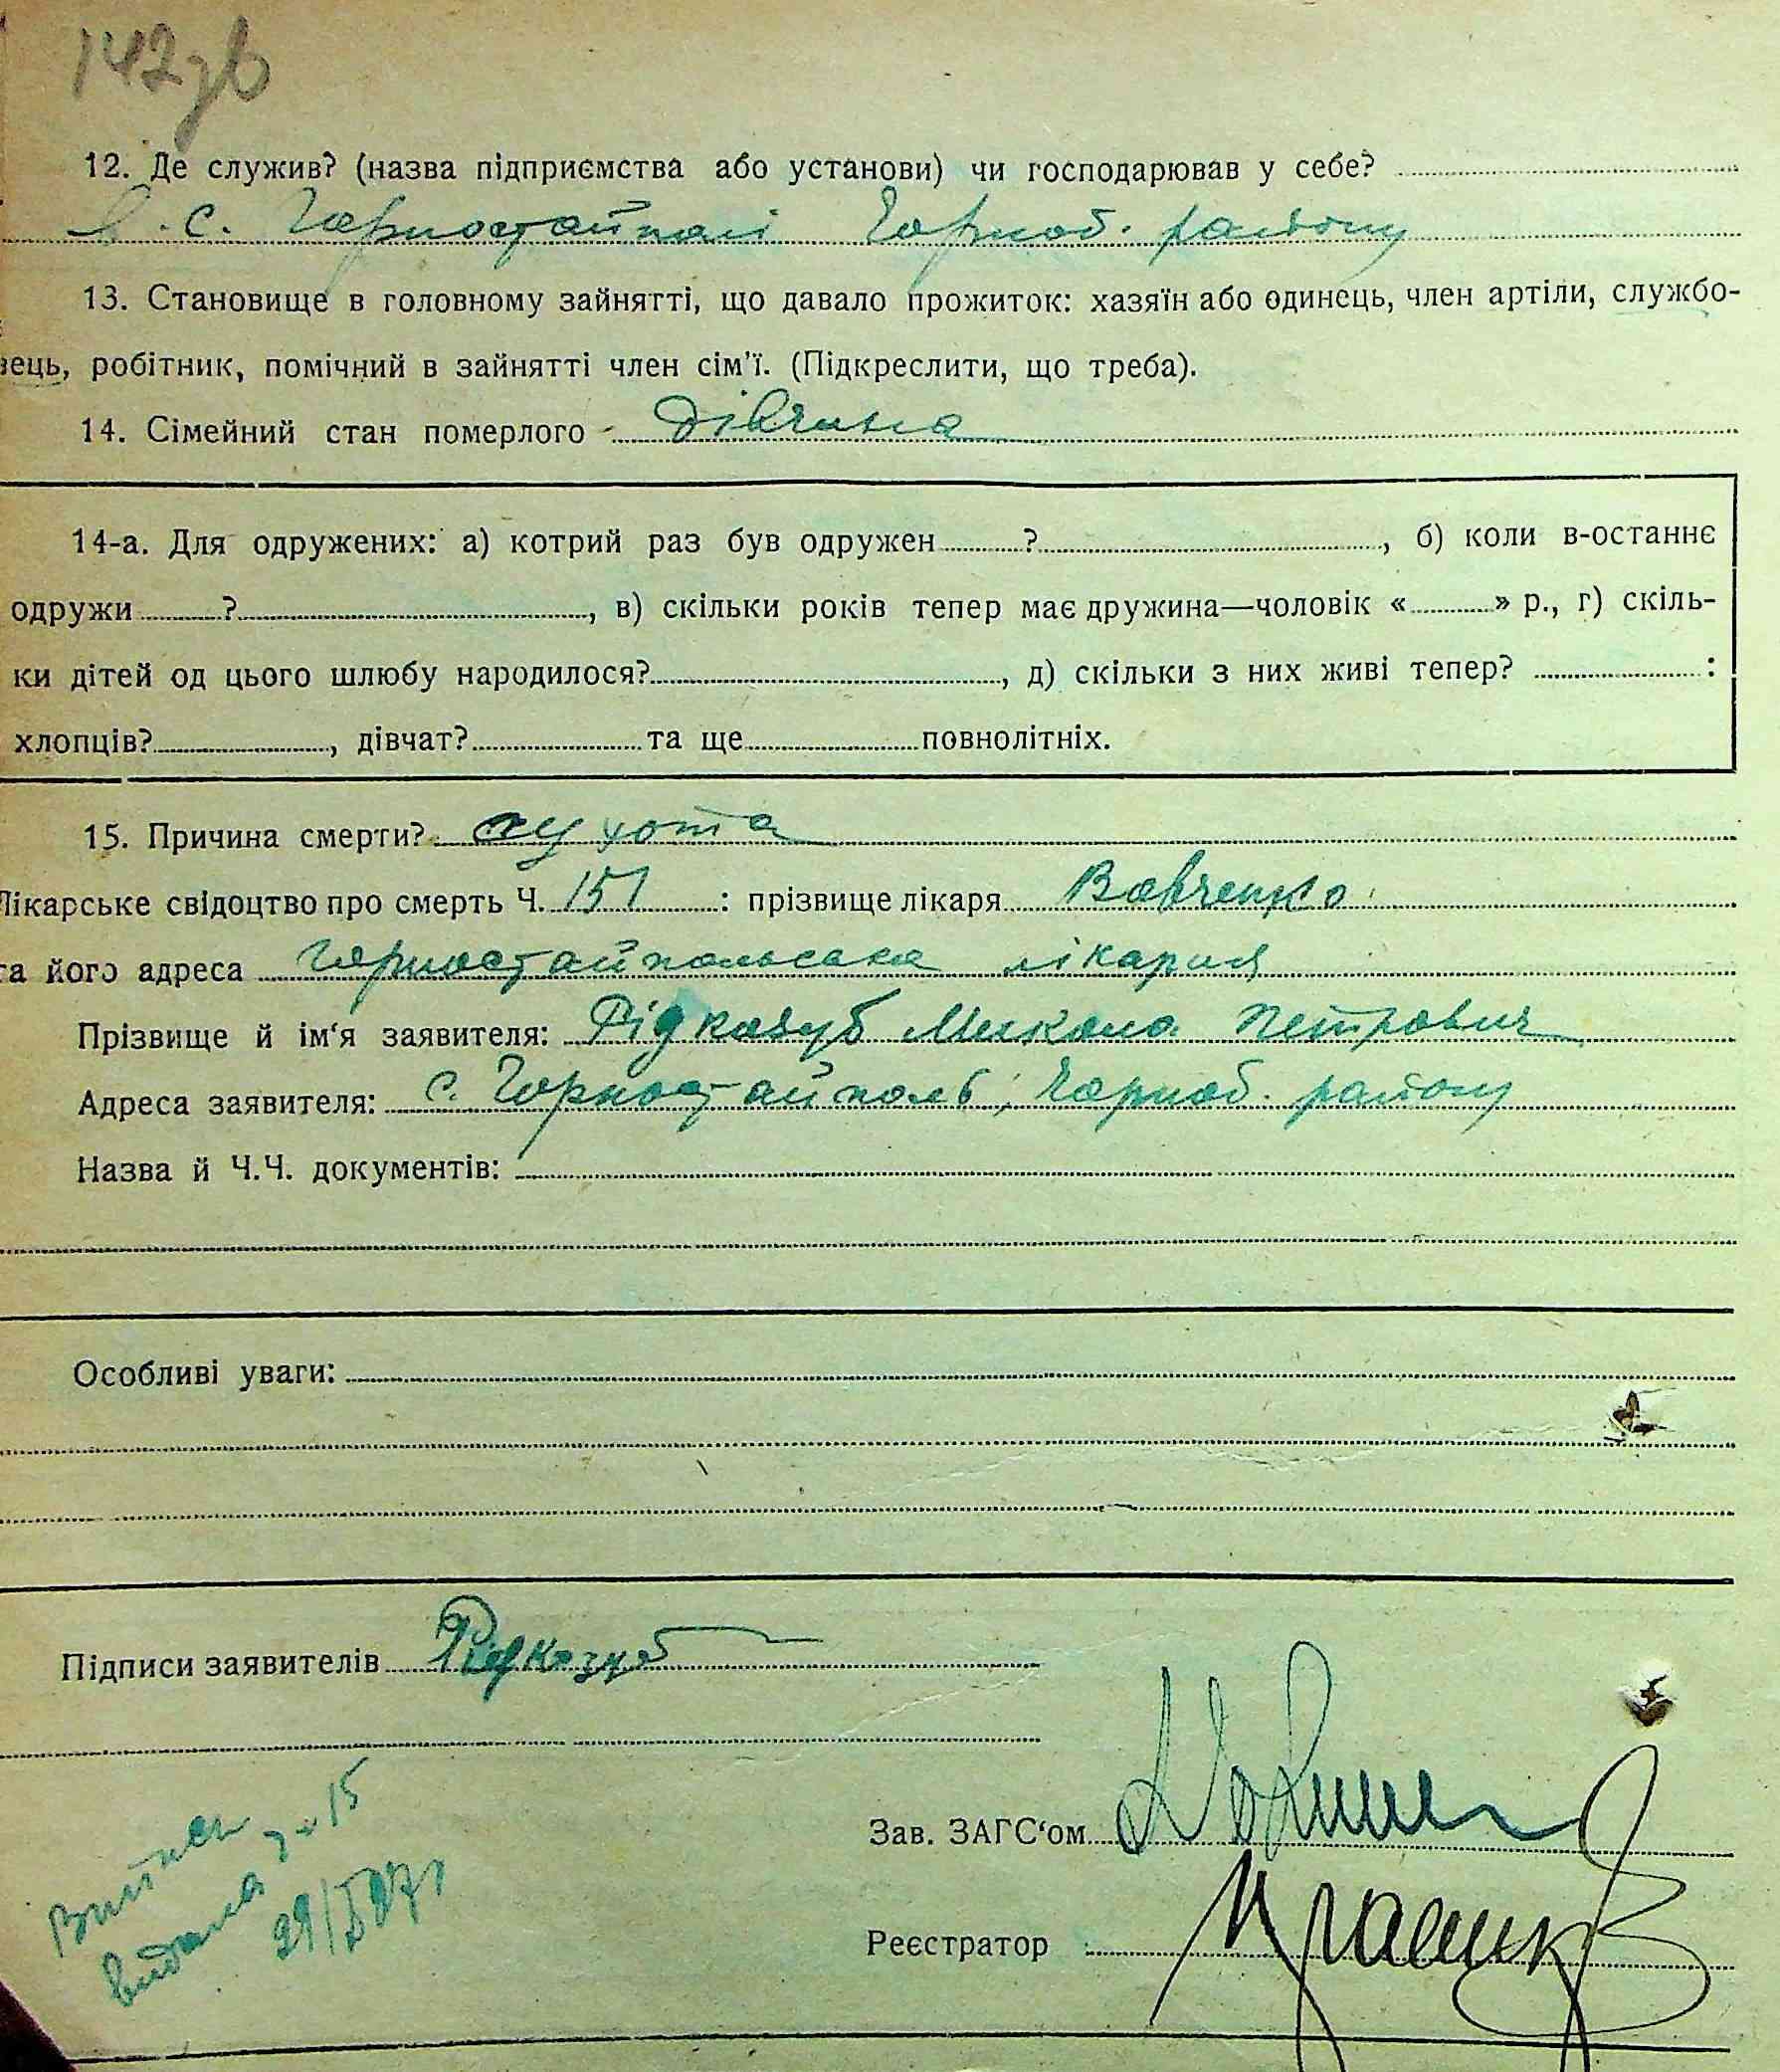 142зв
12. Де служив? (назва підприємства або установи) чи господарював у себе?
В. с. Горностайполі Чорноб. району
13. Становище в головному зайнятті, що давало прожиток: хазяїн або одинець, член артіли, службо-
вець, робітник, помічний в зайнятті член сім'ї. (Підкреслити, що треба).
14. Сімейний стан померлого дівчина
14-а. Для одружених: а) котрий раз був одружен ? , б) коли в-останнє
одружи ? , в) скільки років тепер має дружина—чоловік « » р., г) скіль-
ки дітей од цього шлюбу народилося? , д) скільки з них живі тепер? :
хлопців? , дівчат? та ще повнолітніх.
15. Причина смерти? сухота
Лікарське свідоцтво про смерть Ч. 151 : прізвище лікаря Вовченко
та його адреса Горностайпольська лікарня
Прізвище й ім'я заявителя: Рідкозуб Микола Петрович
Адреса заявителя: с. Горностайполь, Чорноб. району
Назва й Ч.Ч. документів:
Особливі уваги:
Підписи заявителів Рідкозуб
Зав. ЗАГС'ом
Реєстратор
Витяг
видано 15